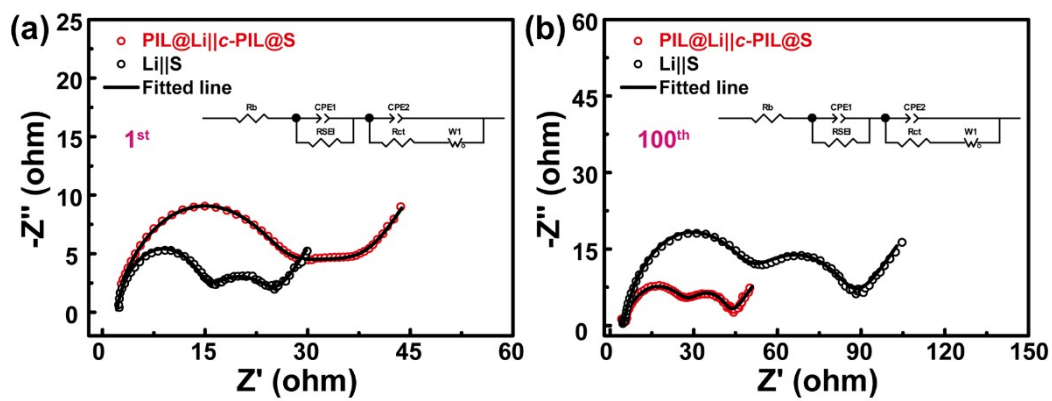 (a)
25
20
15
10
5
0
-Z" (ohm)
PIL@Li||c-PIL@S
Li||S
Fitted line
1st
Rb
CPE1
CPE2
RSEI
Rct
W1
0
15
30
45
60
Z' (ohm)
(b)
60
45
30
15
0
-Z" (ohm)
PIL@Li||c-PIL@S
Li||S
Fitted line
100th
Rb
CPE1
CPE2
RSEI
Rct
W1
0
30
60
90
120
150
Z' (ohm)